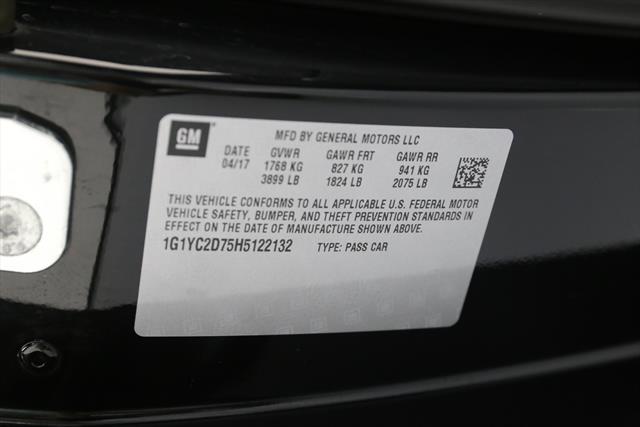 GM
MFD BY GENERAL MOTORS LLC
DATE GVWR GAWR FRT GAWR RR
04/17 1768 KG 827 KG 941 KG
3899 LB 1824 LB 2075 LB
THIS VEHICLE CONFORMS TO ALL APPLICABLE U.S. FEDERAL MOTOR
VEHICLE SAFETY, BUMPER, AND THEFT PREVENTION STANDARDS IN
EFFECT ON THE DATE OF MANUFACTURE SHOWN ABOVE.
1G1YC2D75H5122132 TYPE: PASS CAR